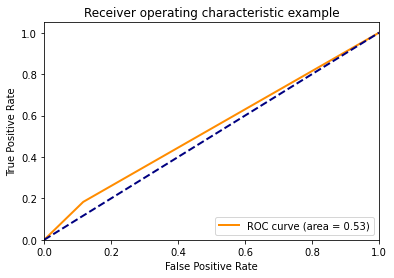 Receiver operating characteristic example
True Positive Rate
1.0
0.8
0.6
0.4
0.2
0.0
ROC curve (area = 0.53)
0.0 0.2 0.4 0.6 0.8 1.0
False Positive Rate